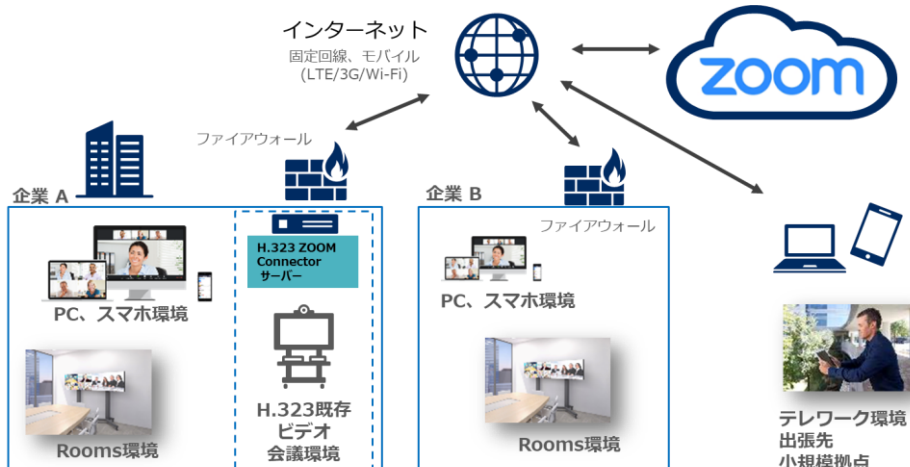 インターネット
固定回線、モバイル
(LTE/3G/Wi-Fi)
zoom
ファイアウォール
企業 A
H.323 ZOOM
Connector
サーバー
PC、スマホ環境
Rooms環境
H.323既存
ビデオ
会議環境
企業 B
ファイアウォール
PC、スマホ環境
Rooms環境
テレワーク環境
出張先
小規模拠点